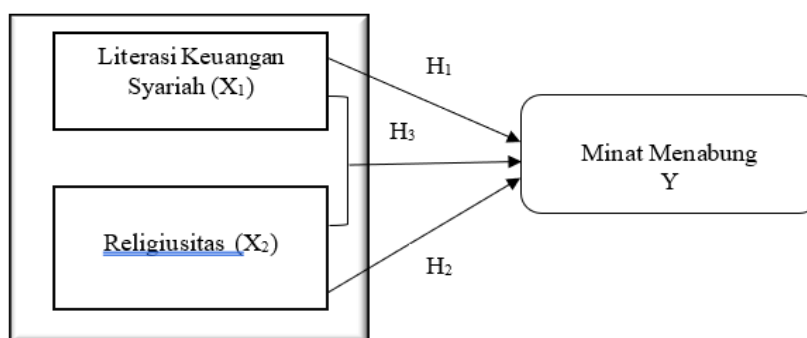 Literasi Keuangan
Syariah (X₁)
H₁
H₃
Minat Menabung
Y
Religiusitas (X₂)
H₂